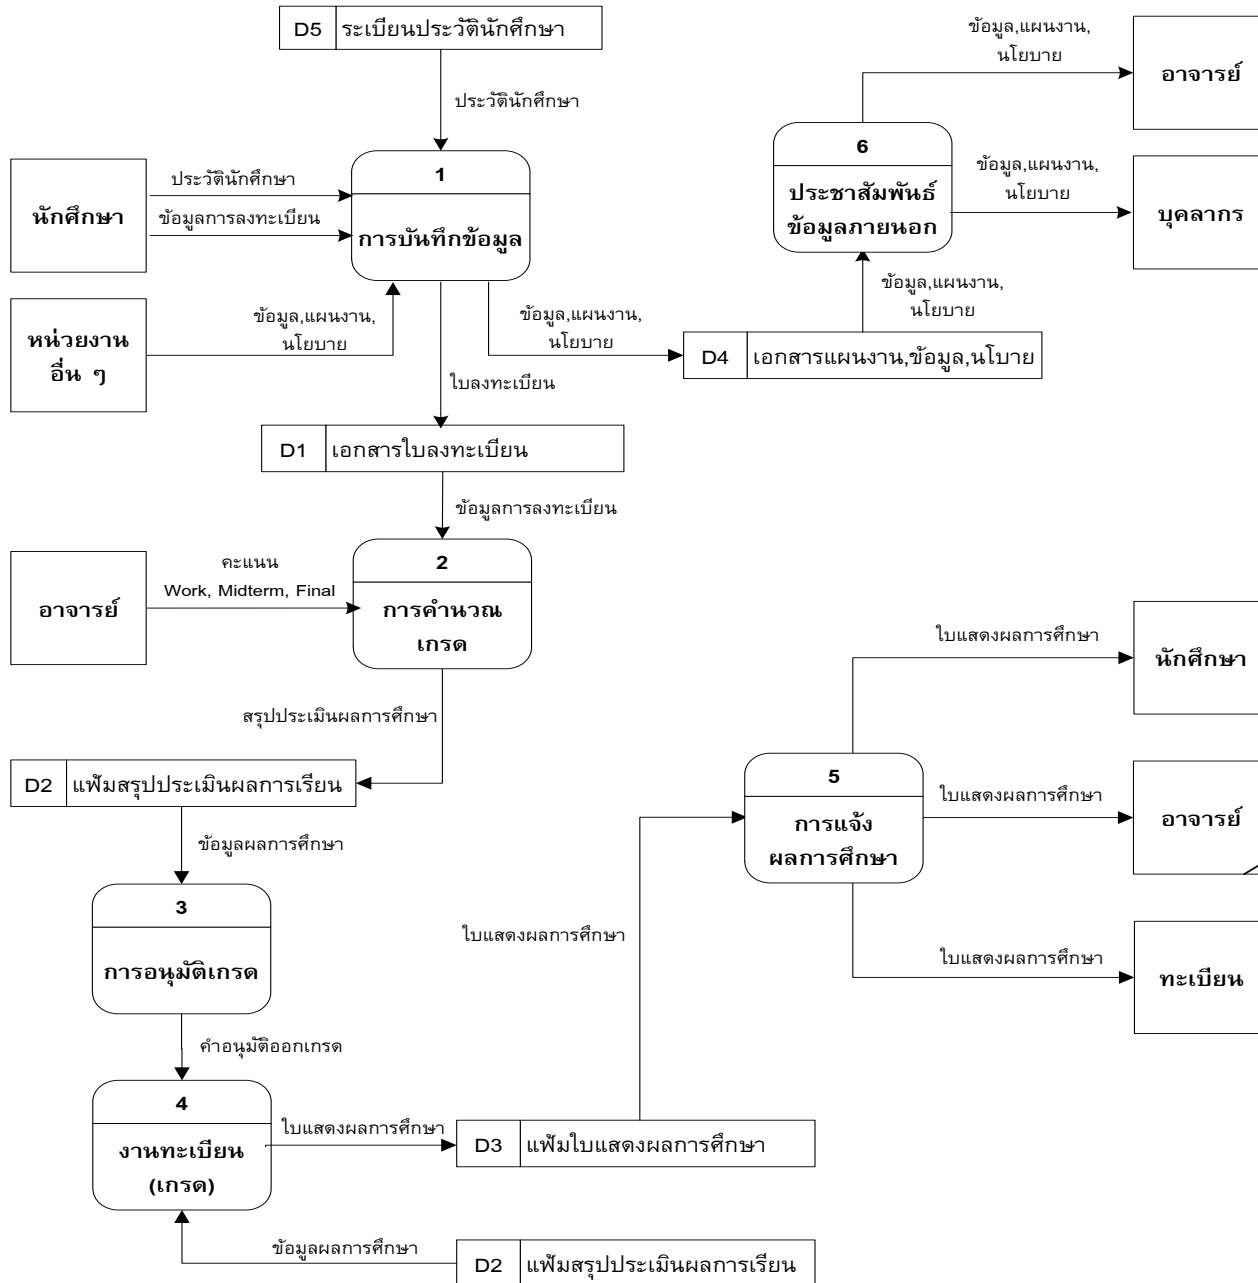 D5 ระเบียนประวัตินักศึกษา
ประวัตินักศึกษา
ข้อมูล,แผนงาน,
นโยบาย
อาจารย์
นักศึกษา
ประวัตินักศึกษา
ข้อมูลการลงทะเบียน
1
การบันทึกข้อมูล
6
ประชาสัมพันธ์
ข้อมูลภายนอก
ข้อมูล,แผนงาน,
นโยบาย
บุคลากร
หน่วยงาน
อื่น ๆ
ข้อมูล,แผนงาน,
นโยบาย
ข้อมูล,แผนงาน,
นโยบาย
ข้อมูล,แผนงาน,
นโยบาย
D4 เอกสารแผนงาน,ข้อมูล,นโบาย
ใบลงทะเบียน
D1 เอกสารใบลงทะเบียน
ข้อมูลการลงทะเบียน
อาจารย์
คะแนน
Work, Midterm, Final
2
การคำนวณ
เกรด
สรุปประเมินผลการศึกษา
D2 แฟ้มสรุปประเมินผลการเรียน
ข้อมูลผลการศึกษา
3
การอนุมัติเกรด
คำอนุมัติออกเกรด
4
งานทะเบียน
(เกรด)
ใบแสดงผลการศึกษา
D3 แฟ้มใบแสดงผลการศึกษา
ข้อมูลผลการศึกษา
D2 แฟ้มสรุปประเมินผลการเรียน
ใบแสดงผลการศึกษา
5
การแจ้ง
ผลการศึกษา
ใบแสดงผลการศึกษา
นักศึกษา
ใบแสดงผลการศึกษา
อาจารย์
ใบแสดงผลการศึกษา
ทะเบียน